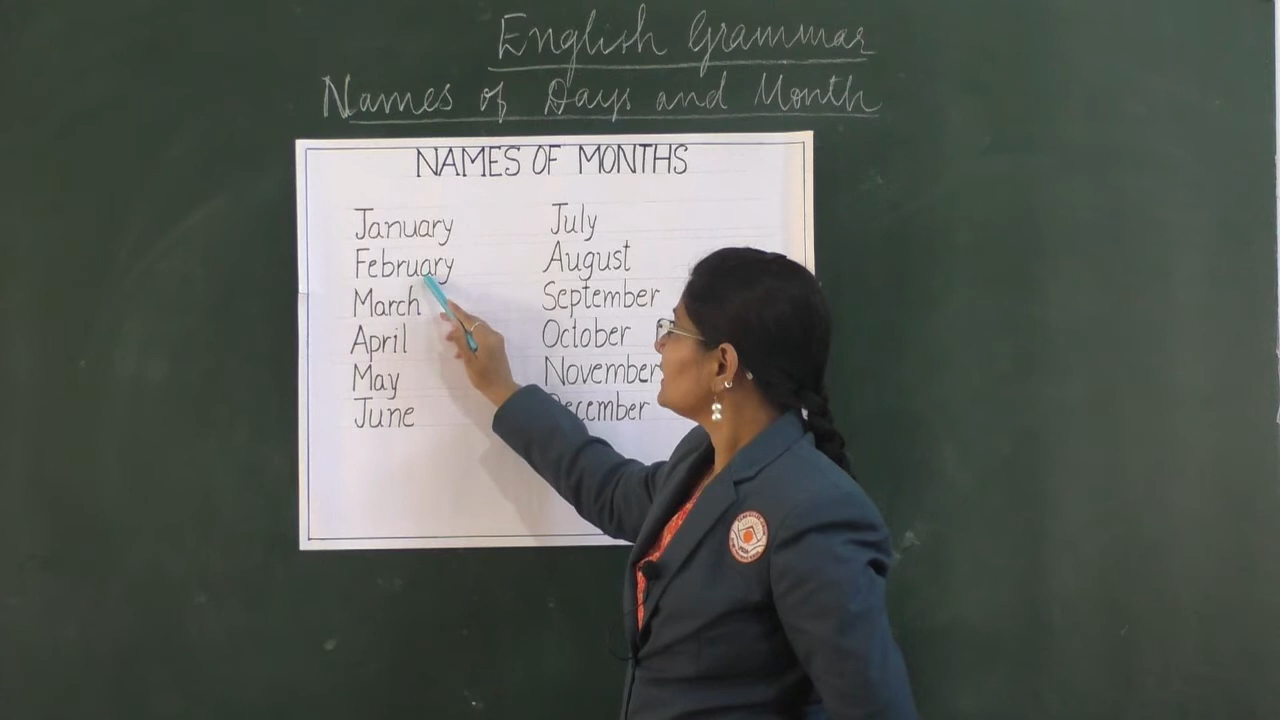 English Grammar
Names of Days and Month
NAMES OF MONTHS
January
February
March
April
May
June
July
August
September
October
November
December